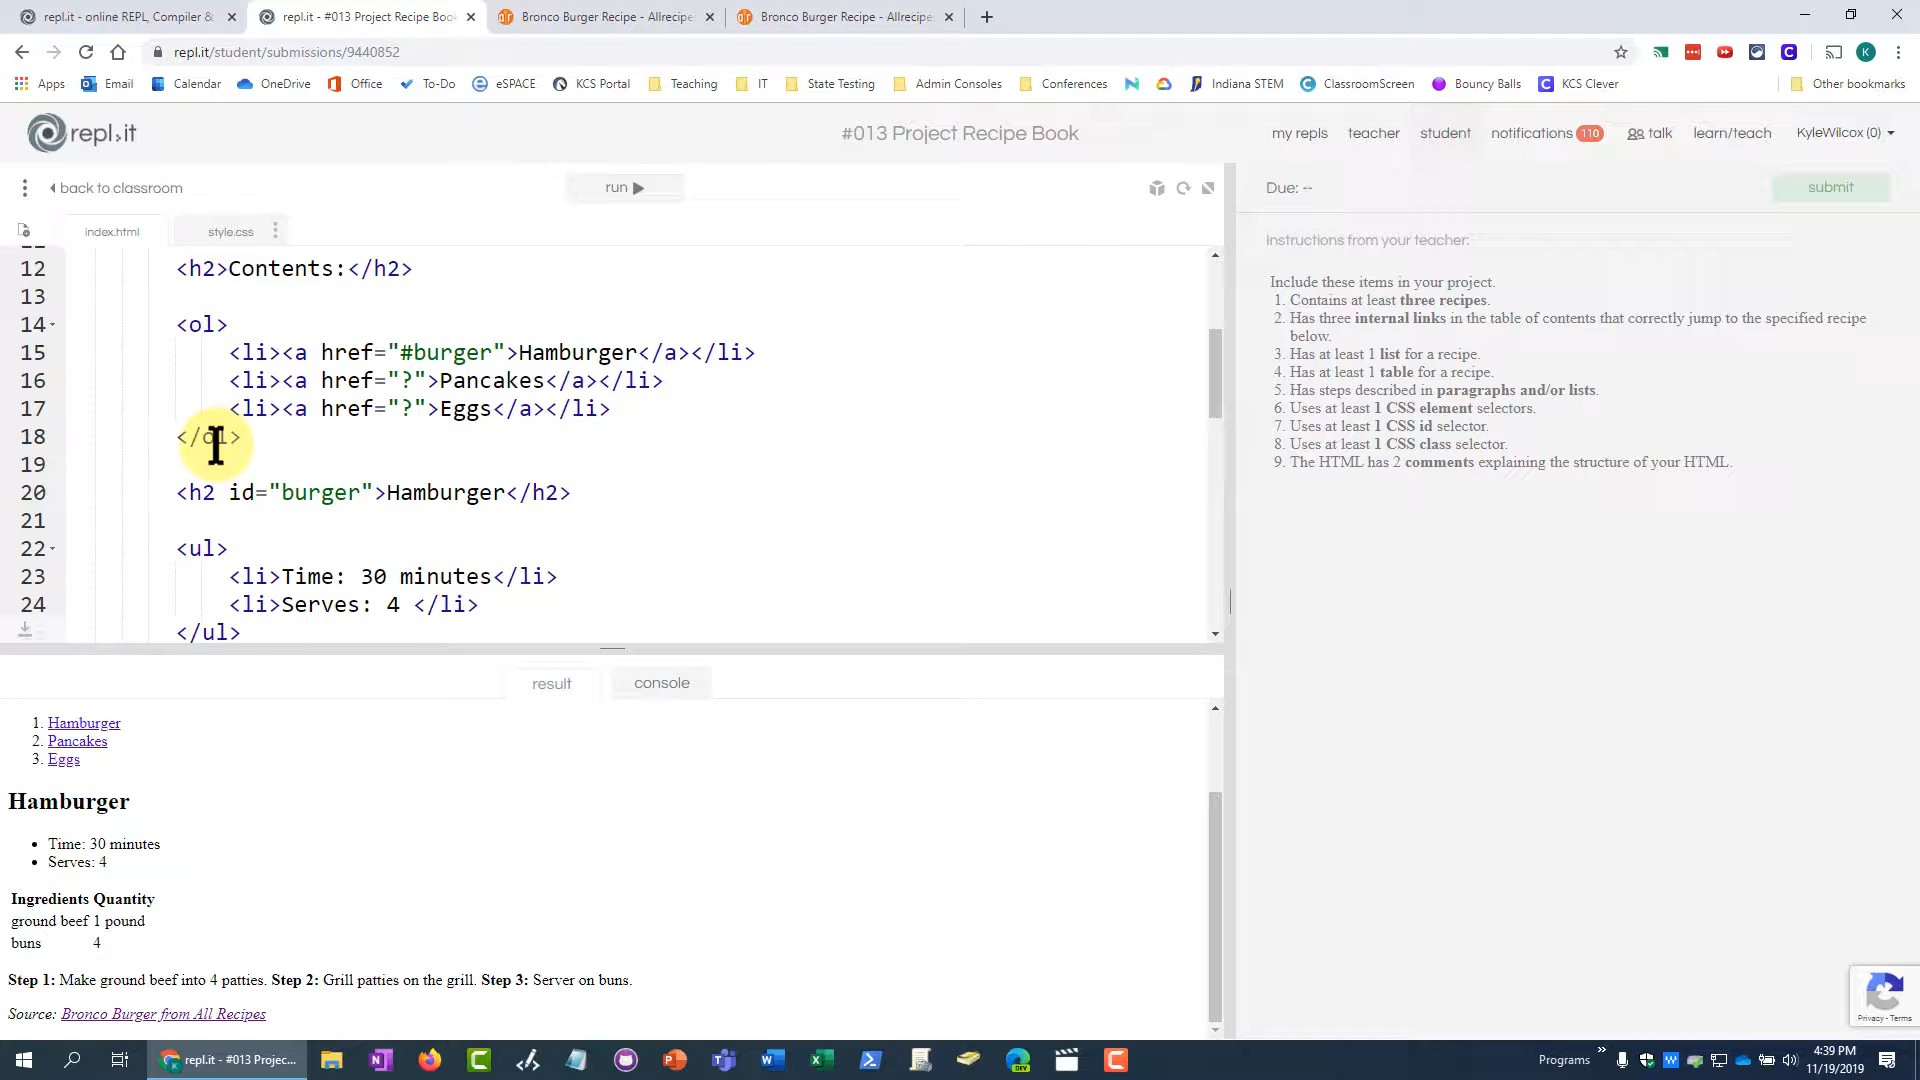 repl.it - online REPL, Compiler &
repl.it - #013 Project Recipe Book
Bronco Burger Recipe - Allrecipes
Bronco Burger Recipe - Allrecipes
repl.it/student/submissions/9440852
K
Apps
Email
Calendar
OneDrive
Office
To-Do
eSPACE
KCS Portal
Teaching
IT
State Testing
Admin Consoles
Conferences
Indiana STEM
ClassroomScreen
Bouncy Balls
KCS Clever
Other bookmarks
repl.it
#013 Project Recipe Book
my repls
teacher
student
notifications 110
talk
learn/teach
KyleWilcox (0)
back to classroom
run
Due: --
submit
index.html
style.css
Instructions from your teacher:
12 <h2>Contents:</h2>
13
14 <ol>
15 <li><a href="#burger">Hamburger</a></li>
16 <li><a href="?">Pancakes</a></li>
17 <li><a href="?">Eggs</a></li>
18 </ol>
19
20 <h2 id="burger">Hamburger</h2>
21
22 <ul>
23 <li>Time: 30 minutes</li>
24 <li>Serves: 4 </li>
</ul>
Include these items in your project.
1. Contains at least three recipes.
2. Has three internal links in the table of contents that correctly jump to the specified recipe
below.
3. Has at least 1 list for a recipe.
4. Has at least 1 table for a recipe.
5. Has steps described in paragraphs and/or lists.
6. Uses at least 1 CSS element selectors.
7. Uses at least 1 CSS id selector.
8. Uses at least 1 CSS class selector.
9. The HTML has 2 comments explaining the structure of your HTML.
result
console
1. Hamburger
2. Pancakes
3. Eggs
Hamburger
• Time: 30 minutes
• Serves: 4
Ingredients Quantity
ground beef 1 pound
buns 4
Step 1: Make ground beef into 4 patties. Step 2: Grill patties on the grill. Step 3: Server on buns.
Source: Bronco Burger from All Recipes
Privacy - Terms
repl.it - #013 Projec...
Programs
4:39 PM
11/19/2019